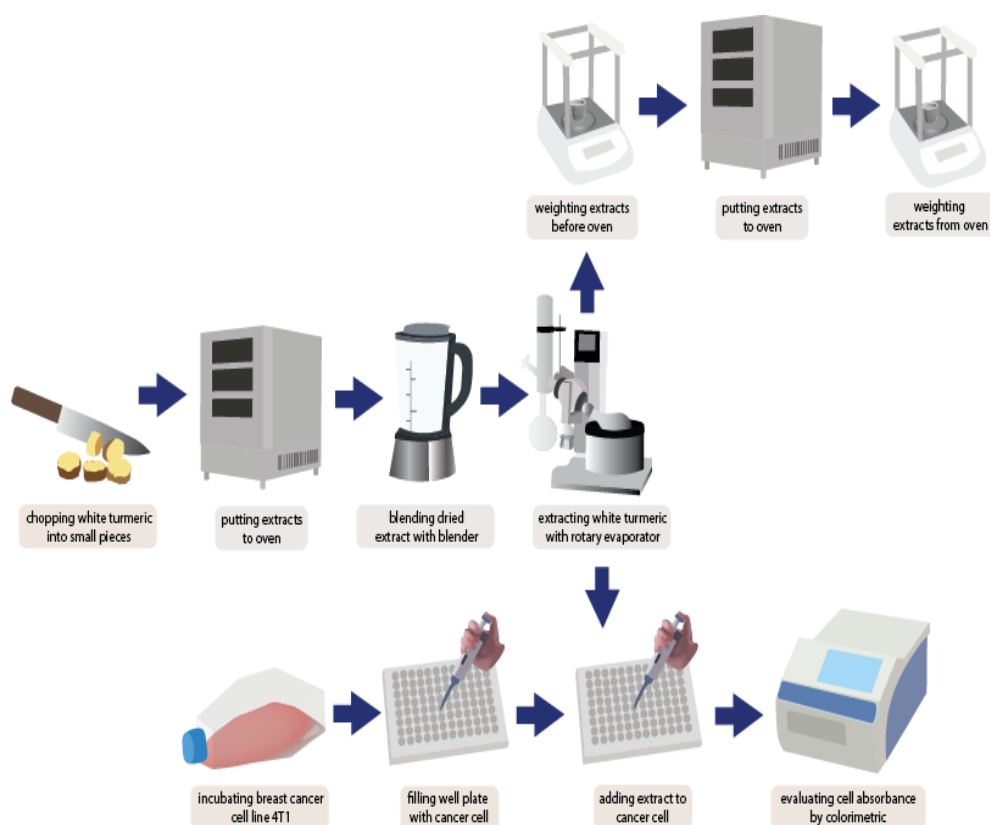 weighting extracts
before oven
putting extracts
to oven
weighting
extracts from oven
chopping white turmeric
into small pieces
putting extracts
to oven
blending dried
extract with blender
extracting white turmeric
with rotary evaporator
incubating breast cancer
cell line 4T1
filling well plate
with cancer cell
adding extract to
cancer cell
evaluating cell absorbance
by colorimetric